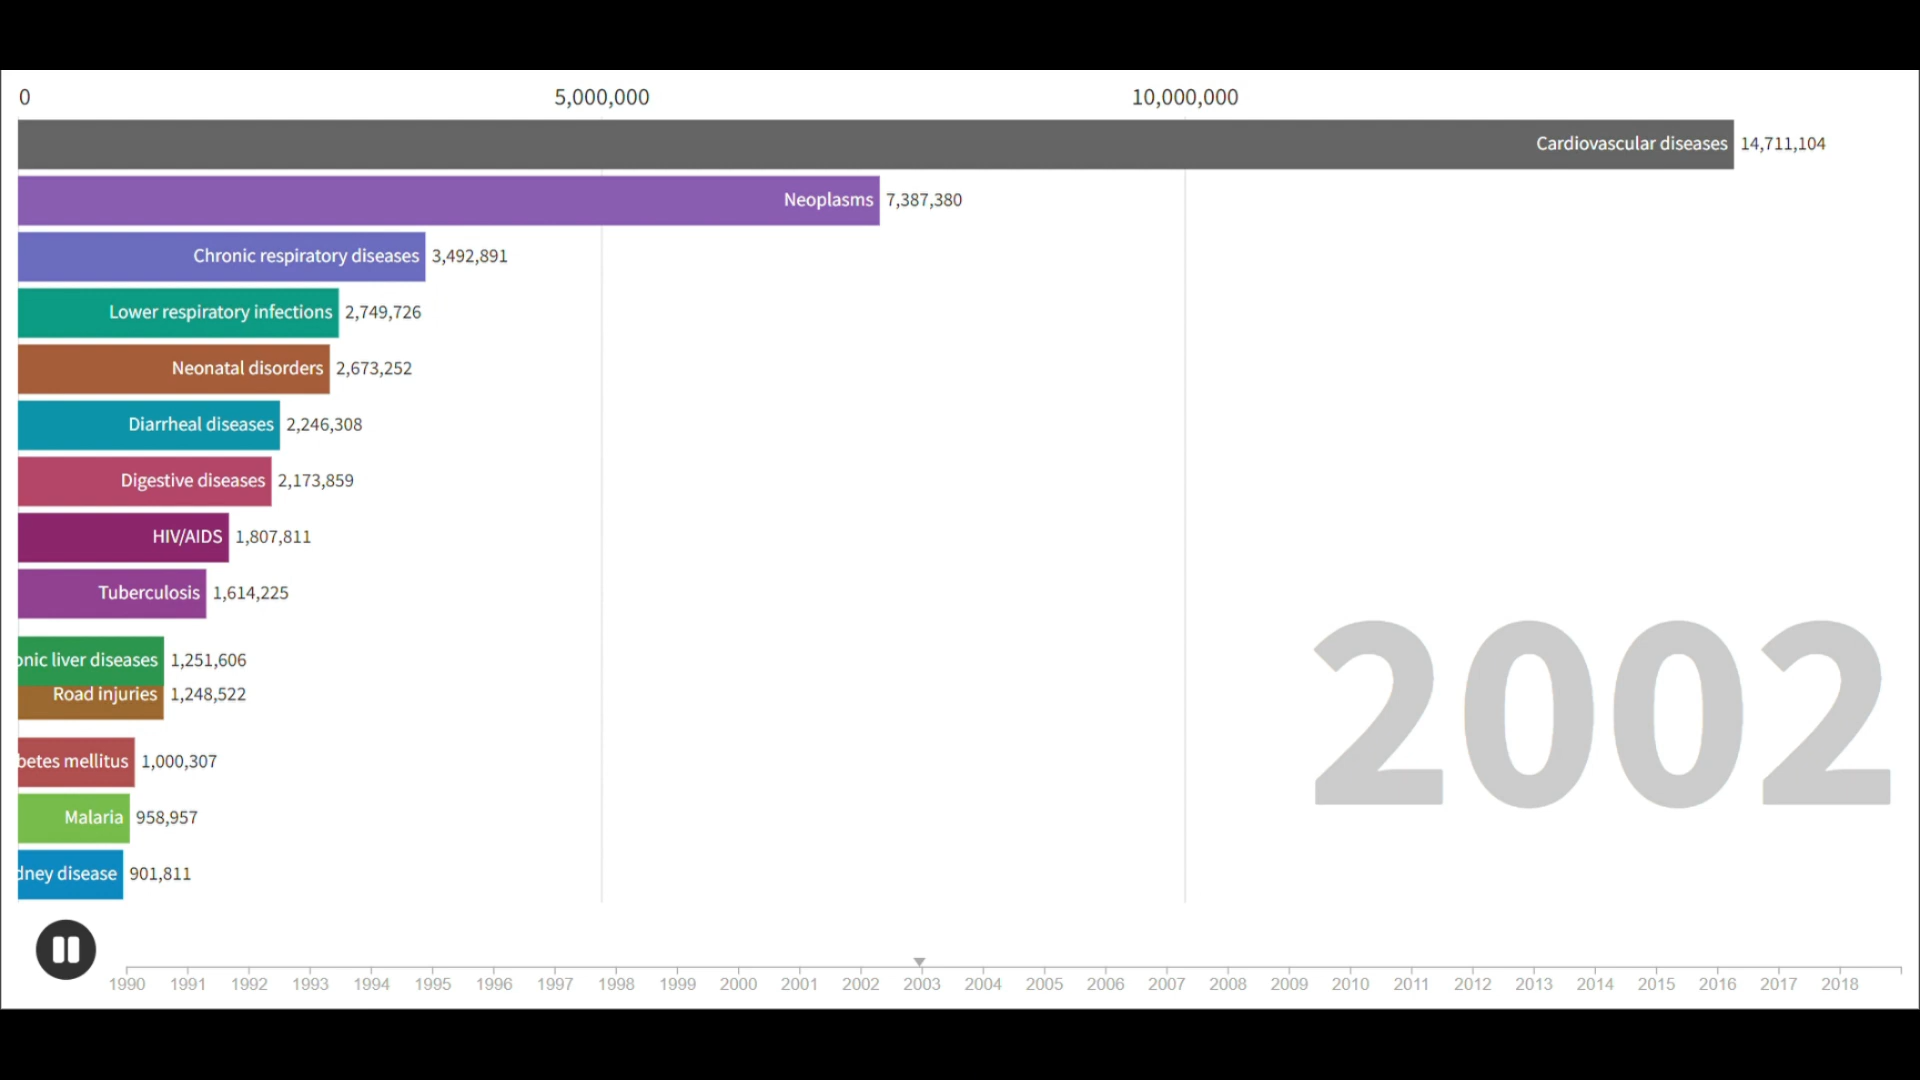 0 5,000,000 10,000,000
Cardiovascular diseases 14,711,104
Neoplasms 7,387,380
Chronic respiratory diseases 3,492,891
Lower respiratory infections 2,749,726
Neonatal disorders 2,673,252
Diarrheal diseases 2,246,308
Digestive diseases 2,173,859
HIV/AIDS 1,807,811
Tuberculosis 1,614,225
onic liver diseases 1,251,606
Road injuries 1,248,522
betes mellitus 1,000,307
Malaria 958,957
dney disease 901,811
2002
1990 1991 1992 1993 1994 1995 1996 1997 1998 1999 2000 2001 2002 2003 2004 2005 2006 2007 2008 2009 2010 2011 2012 2013 2014 2015 2016 2017 2018